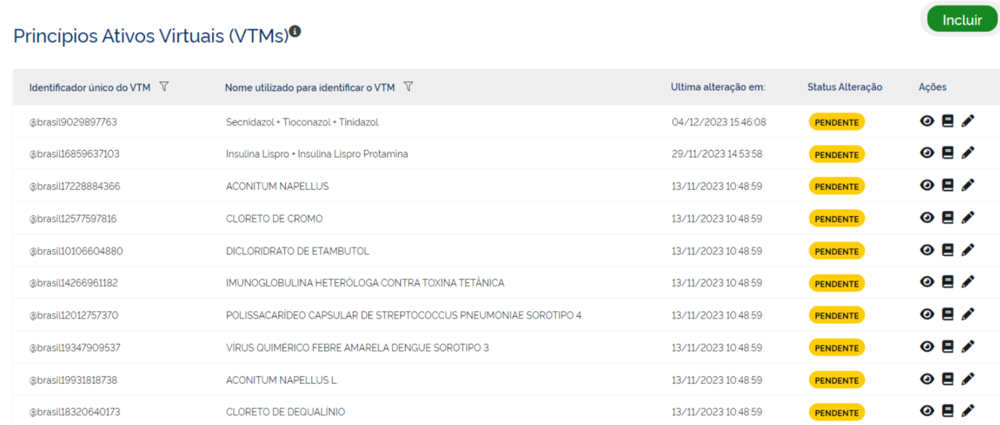 Incluir
Princípios Ativos Virtuais (VTMs)
Identificador único do VTM Nome utilizado para identificar o VTM Ultima alteração em: Status Alteração Ações
@brasil9029897763 Secnidazol + Tioconazol + Tinidazol 04/12/2023 15:46:08 PENDENTE
@brasil16859637103 Insulina Lispro + Insulina Lispro Protamina 29/11/2023 14:53:58 PENDENTE
@brasil17228884366 ACONITUM NAPELLUS 13/11/2023 10:48:59 PENDENTE
@brasil12577597816 CLORETO DE CROMO 13/11/2023 10:48:59 PENDENTE
@brasil10106604880 DICLORIDRATO DE ETAMBUTOL 13/11/2023 10:48:59 PENDENTE
@brasil14266961182 IMUNOGLOBULINA HETERÓLOGA CONTRA TOXINA TETÂNICA 13/11/2023 10:48:59 PENDENTE
@brasil12012757370 POLISSACARÍDEO CAPSULAR DE STREPTOCOCCUS PNEUMONIAE SOROTIPO 4 13/11/2023 10:48:59 PENDENTE
@brasil19347909537 VÍRUS QUIMÉRICO FEBRE AMARELA DENGUE SOROTIPO 3 13/11/2023 10:48:59 PENDENTE
@brasil19931818738 ACONITUM NAPELLUS L. 13/11/2023 10:48:59 PENDENTE
@brasil18320640173 CLORETO DE DEQUALÍNIO 13/11/2023 10:48:59 PENDENTE